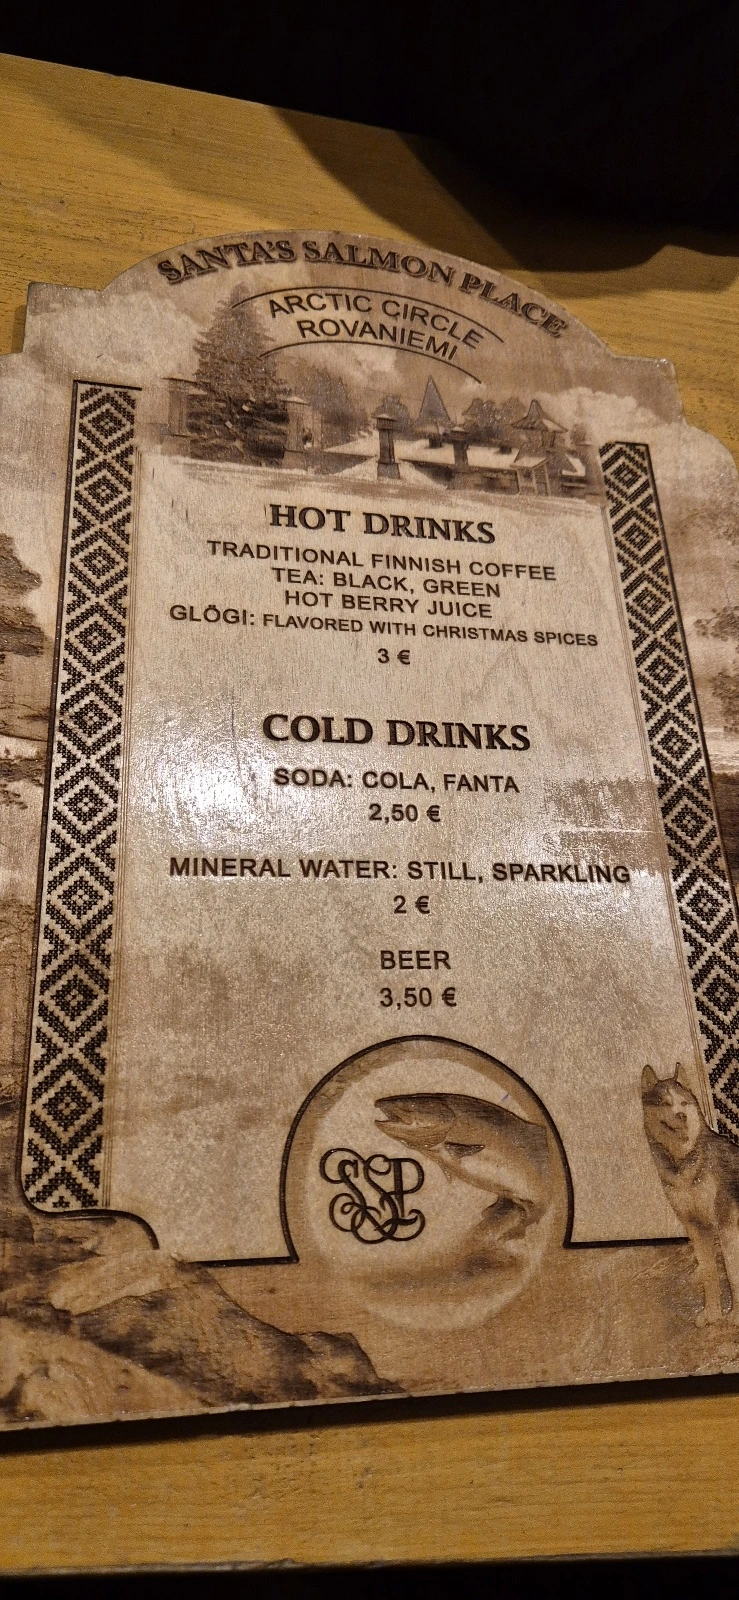 SANTA'S SALMON PLACE
ARCTIC CIRCLE
ROVANIEMI
HOT DRINKS
TRADITIONAL FINNISH COFFEE
TEA: BLACK, GREEN
HOT BERRY JUICE
GLÖGI: FLAVORED WITH CHRISTMAS SPICES
3 €
COLD DRINKS
SODA: COLA, FANTA
2,50 €
MINERAL WATER: STILL, SPARKLING
2 €
BEER
3,50 €
SSP